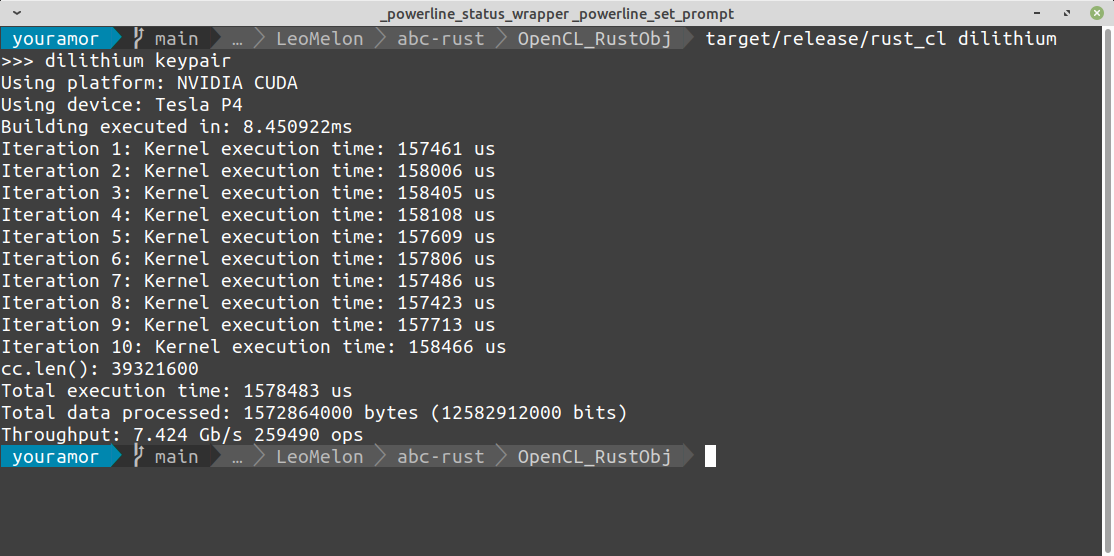 _powerline_status_wrapper _powerline_set_prompt
youramor main … LeoMelon abc-rust OpenCL_RustObj target/release/rust_cl dilithium
>>> dilithium keypair
Using platform: NVIDIA CUDA
Using device: Tesla P4
Building executed in: 8.450922ms
Iteration 1: Kernel execution time: 157461 us
Iteration 2: Kernel execution time: 158006 us
Iteration 3: Kernel execution time: 158405 us
Iteration 4: Kernel execution time: 158108 us
Iteration 5: Kernel execution time: 157609 us
Iteration 6: Kernel execution time: 157806 us
Iteration 7: Kernel execution time: 157486 us
Iteration 8: Kernel execution time: 157423 us
Iteration 9: Kernel execution time: 157713 us
Iteration 10: Kernel execution time: 158466 us
cc.len(): 39321600
Total execution time: 1578483 us
Total data processed: 1572864000 bytes (12582912000 bits)
Throughput: 7.424 Gb/s 259490 ops
youramor main … LeoMelon abc-rust OpenCL_RustObj